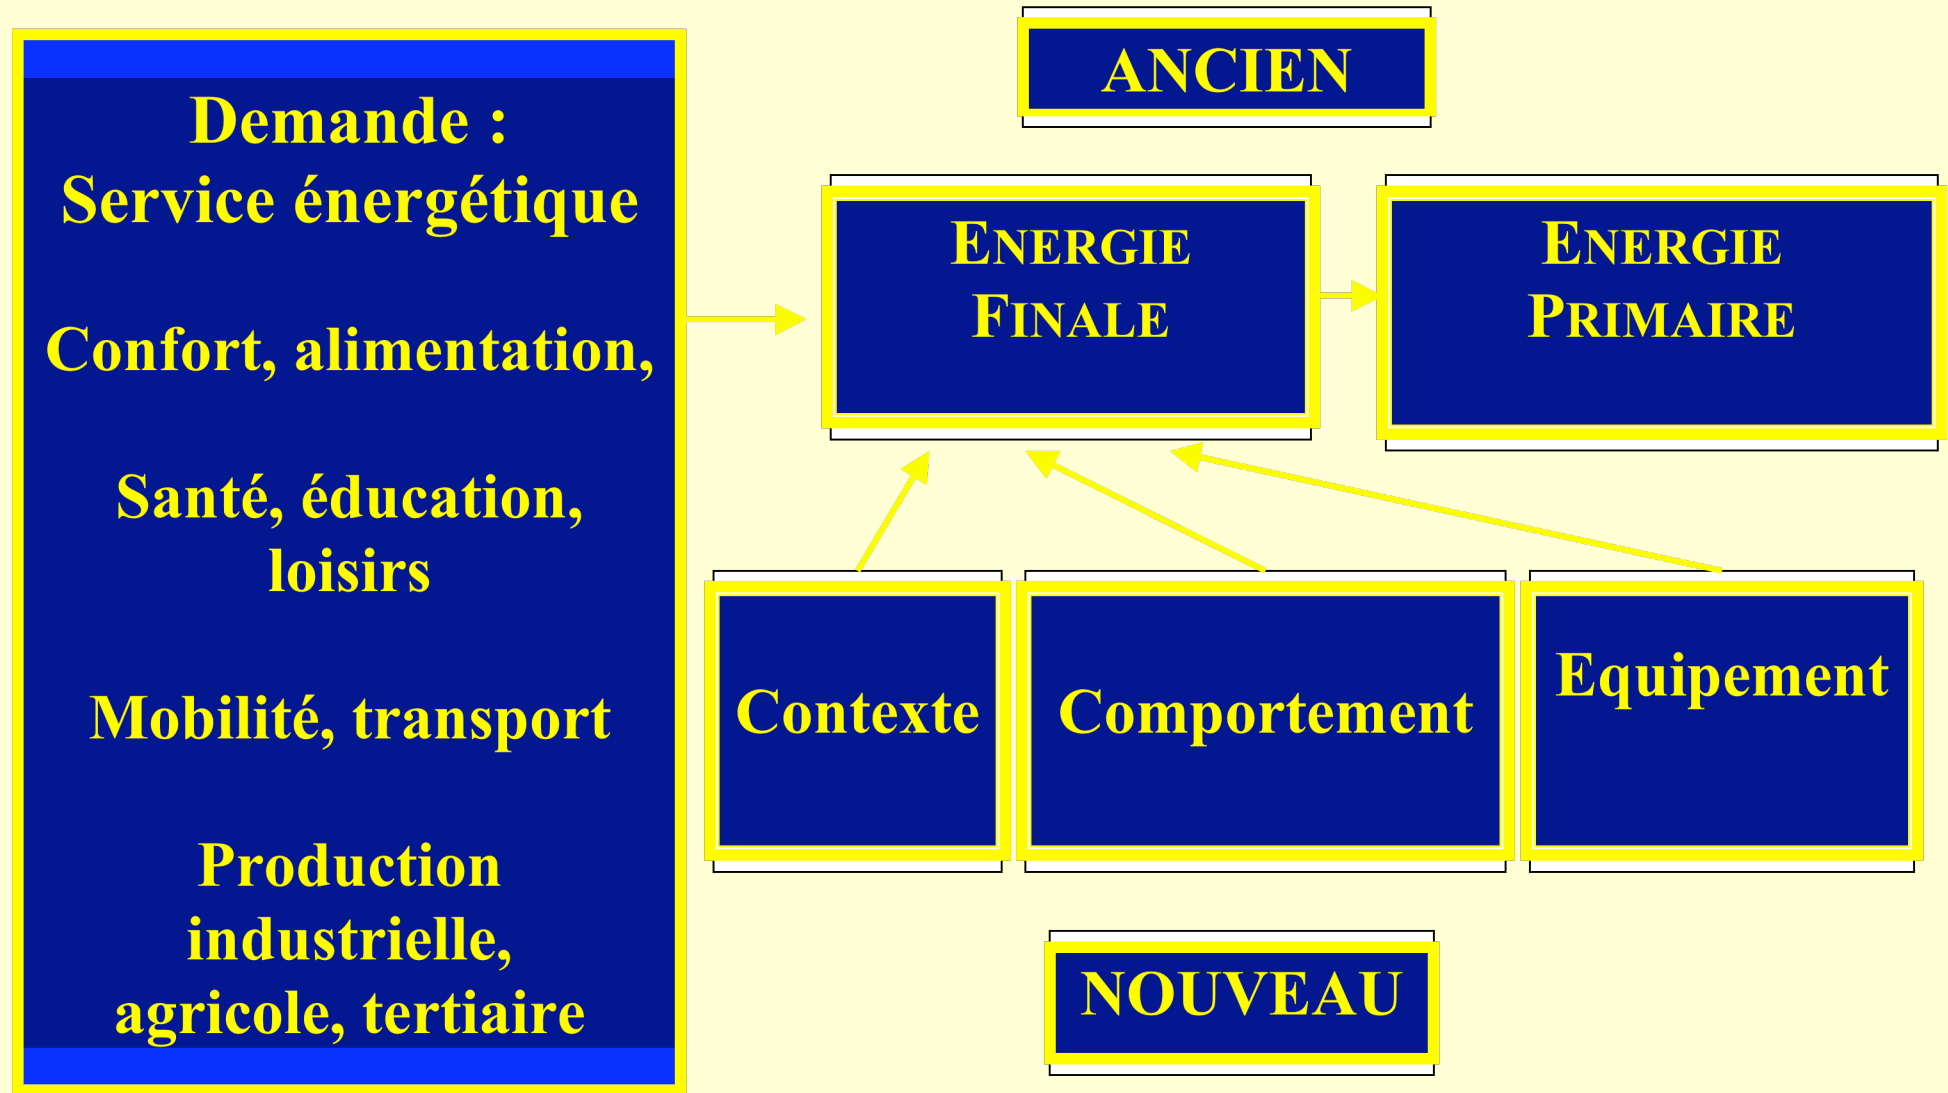 Demande :
Service énergétique
Confort, alimentation,
Santé, éducation,
loisirs
Mobilité, transport
Production
industrielle,
agricole, tertiaire
ANCIEN
ENERGIE
FINALE
ENERGIE
PRIMAIRE
Contexte
Comportement
Equipement
NOUVEAU